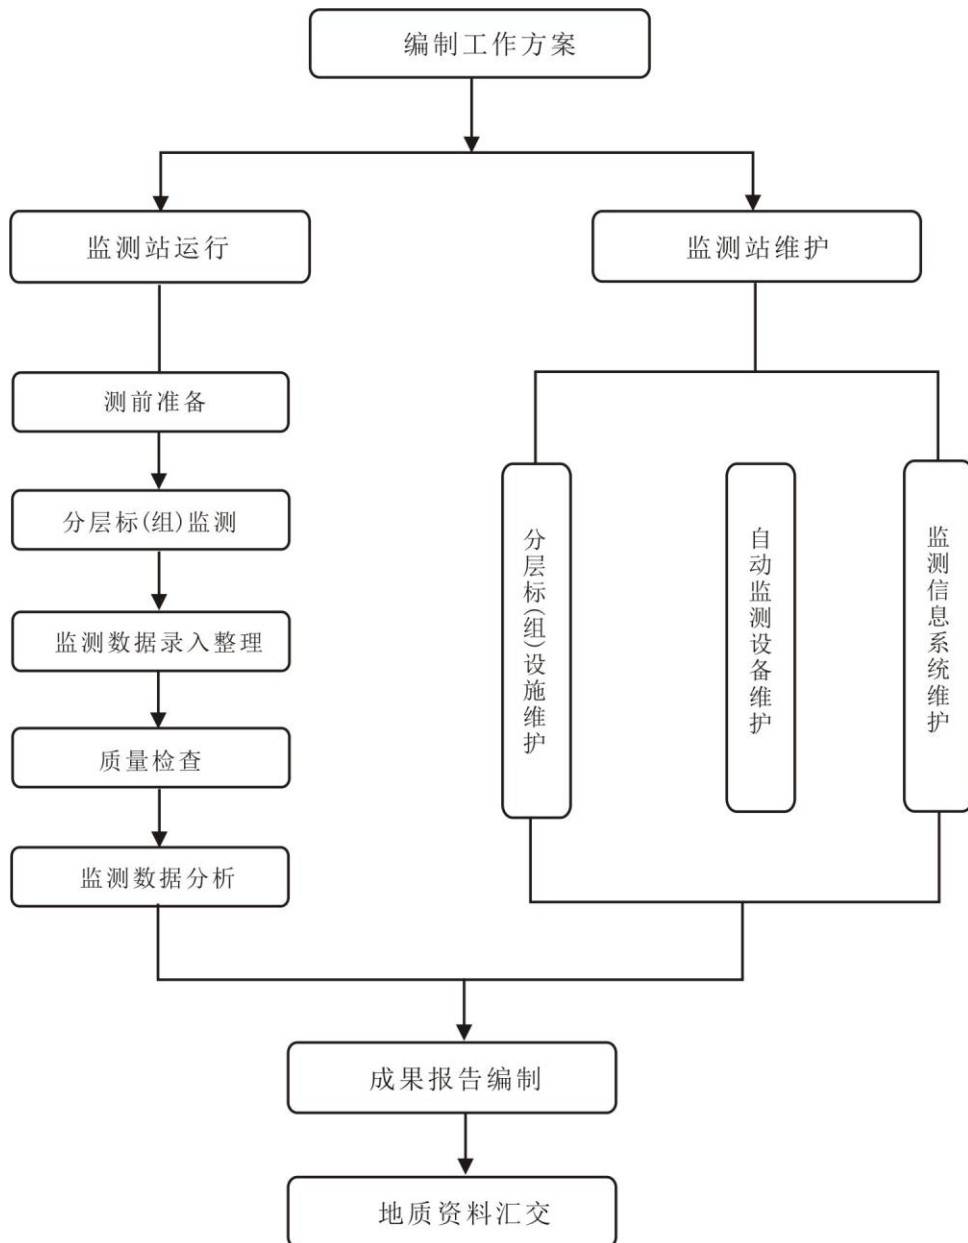 编制工作方案
监测站运行
监测站维护
测前准备
分层标(组)监测
监测数据录入整理
质量检查
监测数据分析
分层标(组)设施维护
自动监测设备维护
监测信息系统维护
成果报告编制
地质资料汇交